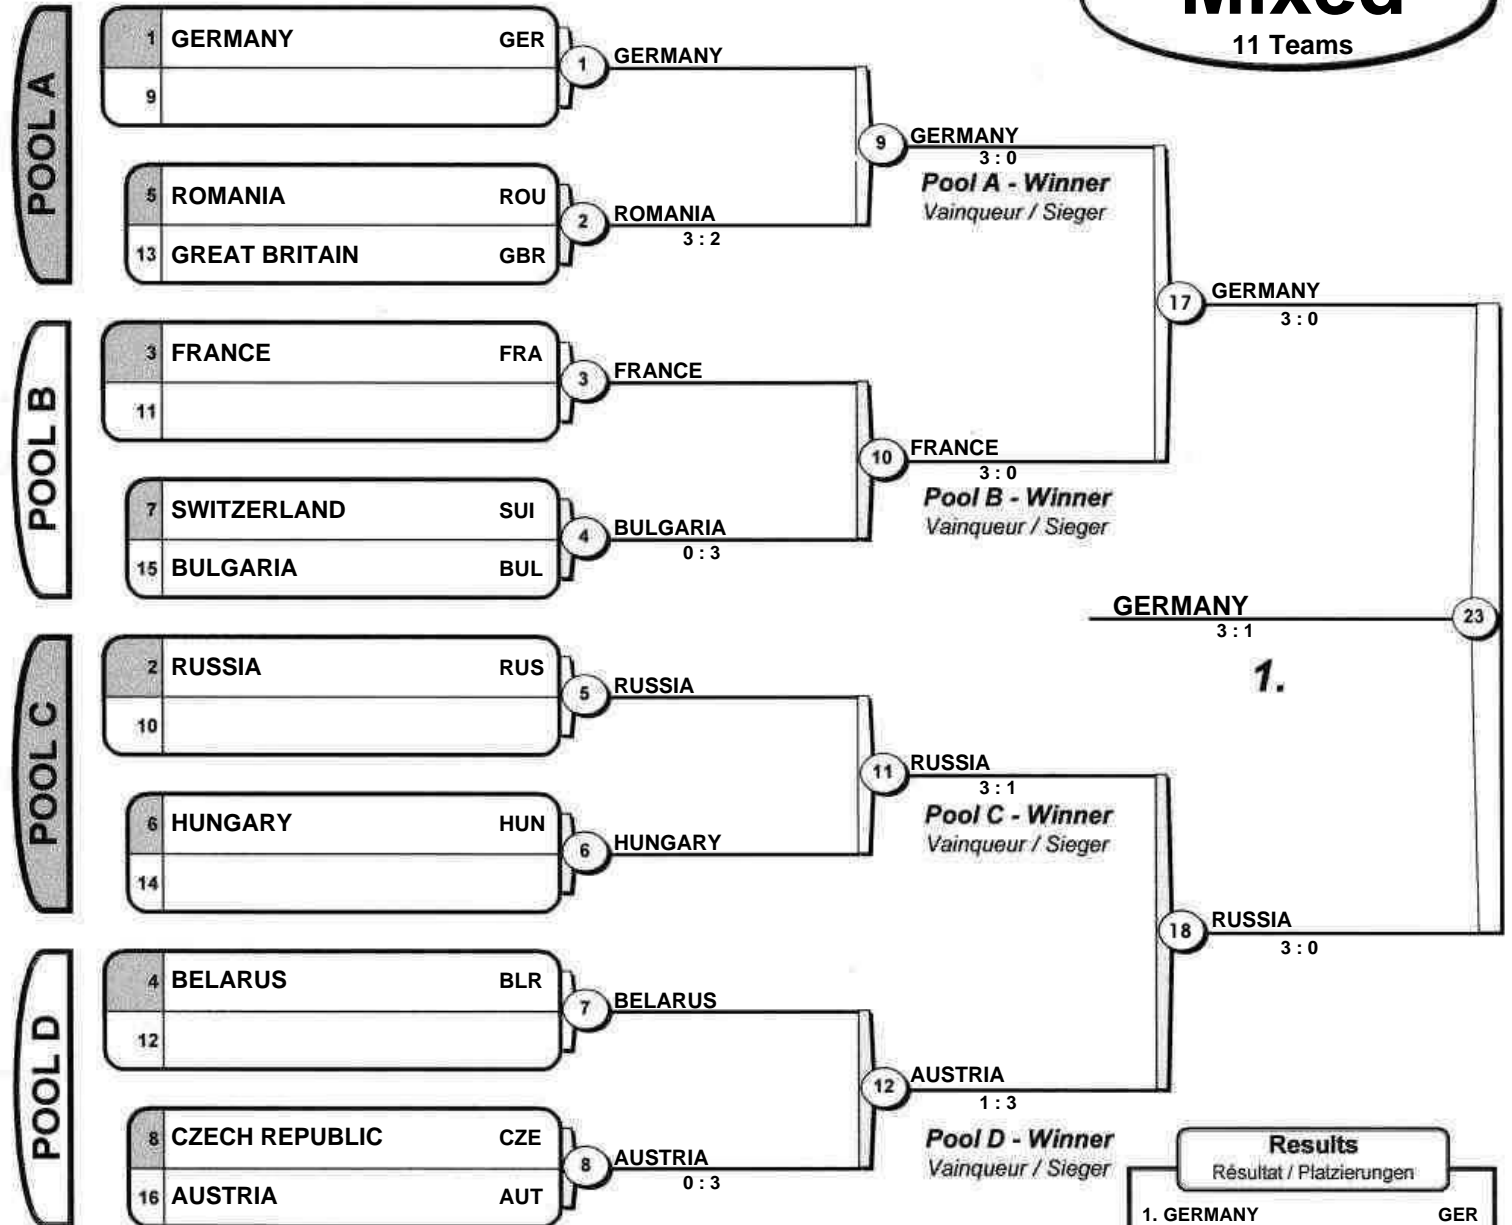 Mixed
11 Teams
POOL A
1 GERMANY GER
9
1 GERMANY
5 ROMANIA ROU
13 GREAT BRITAIN GBR
2 ROMANIA
3 : 2
9 GERMANY
3 : 0
Pool A - Winner
Vainqueur / Sieger
POOL B
3 FRANCE FRA
11
3 FRANCE
7 SWITZERLAND SUI
15 BULGARIA BUL
4 BULGARIA
0 : 3
10 FRANCE
3 : 0
Pool B - Winner
Vainqueur / Sieger
17 GERMANY
3 : 0
GERMANY 23
3 : 1
1.
POOL C
2 RUSSIA RUS
10
5 RUSSIA
6 HUNGARY HUN
14
6 HUNGARY
11 RUSSIA
3 : 1
Pool C - Winner
Vainqueur / Sieger
18 RUSSIA
3 : 0
POOL D
4 BELARUS BLR
12
7 BELARUS
8 CZECH REPUBLIC CZE
16 AUSTRIA AUT
8 AUSTRIA
0 : 3
12 AUSTRIA
1 : 3
Pool D - Winner
Vainqueur / Sieger
Results
Résultat / Platzierungen
1. GERMANY GER